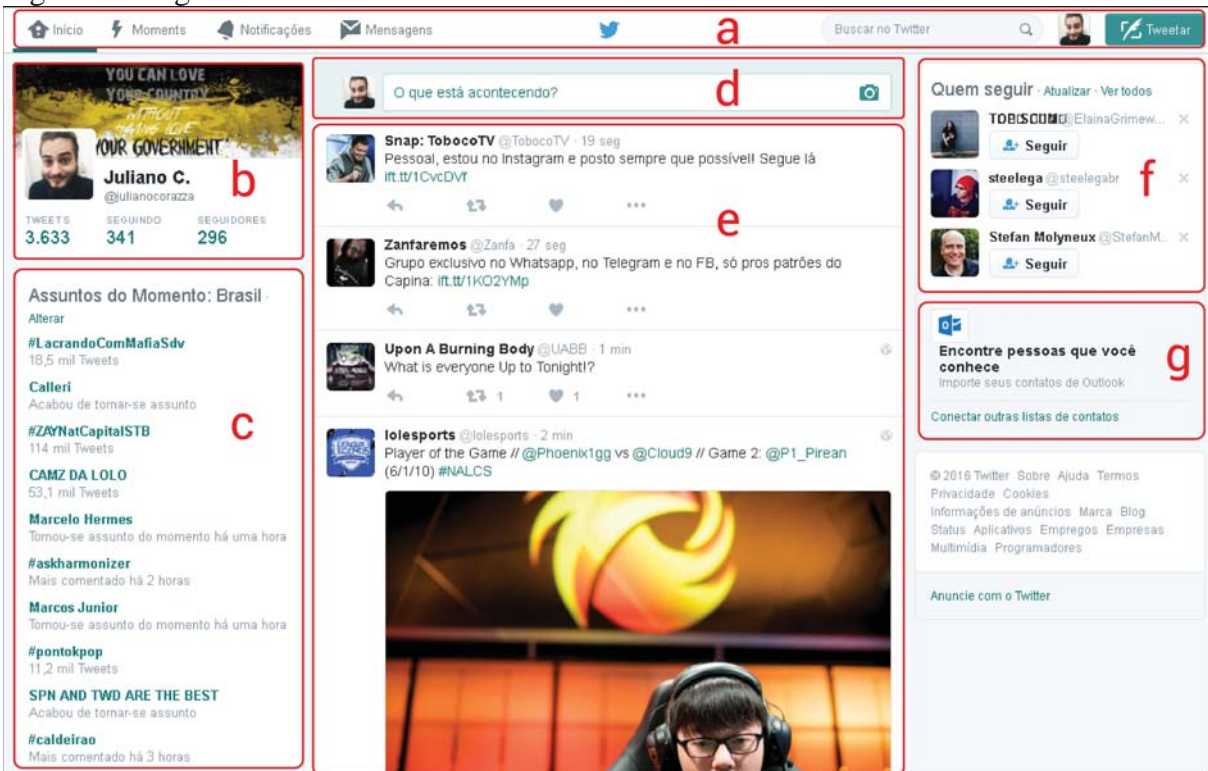 Início Moments Notificações Mensagens a Buscar no Twitter Tweetar
YOU CAN LOVE
YOUR COUNTRY
WITHOUT
HAVING LOVE
YOUR GOVERNMENT
b
Juliano C.
@julianocorazza
TWEETS SEGUINDO SEGUIDORES
3.633 341 296
Assuntos do Momento: Brasil ·
Alterar
#LacrandoComMafiaSdv
18,5 mil Tweets
Calleri
Acabou de tornar-se assunto
#ZAYNatCapitalSTB
114 mil Tweets
c
CAMZ DA LOLO
53,1 mil Tweets
Marcelo Hermes
Tornou-se assunto do momento há uma hora
#askharmonizer
Mais comentado há 2 horas
Marcos Junior
Tornou-se assunto do momento há uma hora
#pontokpop
11,2 mil Tweets
SPN AND TWD ARE THE BEST
Acabou de tornar-se assunto
#caldeirao
Mais comentado há 3 horas
O que está acontecendo? d
Snap: TobocoTV @TobocoTV · 19 seg
Pessoal, estou no Instagram e posto sempre que possível! Segue lá
ift.tt/1CvcDVf
e
Zanfaremos @Zanfa · 27 seg
Grupo exclusivo no Whatsapp, no Telegram e no FB, só pros patrões do
Capina: ift.tt/1KO2YMp
Upon A Burning Body @UABB · 1 min
What is everyone Up to Tonight!?
1 1
lolesports @lolesports · 2 min
Player of the Game // @Phoenix1gg vs @Cloud9 // Game 2: @P1_Pirean
(6/1/10) #NALCS
Quem seguir · Atualizar · Ver todos
@ElainaGrimew...
Seguir
steelega @steelegabr
f
Seguir
Stefan Molyneux @StefanM..
Seguir
Encontre pessoas que você
conhece
g
Importe seus contatos de Outlook
Conectar outras listas de contatos
© 2016 Twitter Sobre Ajuda Termos
Privacidade Cookies
Informações de anúncios Marca Blog
Status Aplicativos Empregos Empresas
Multimídia Programadores
Anuncie com o Twitter